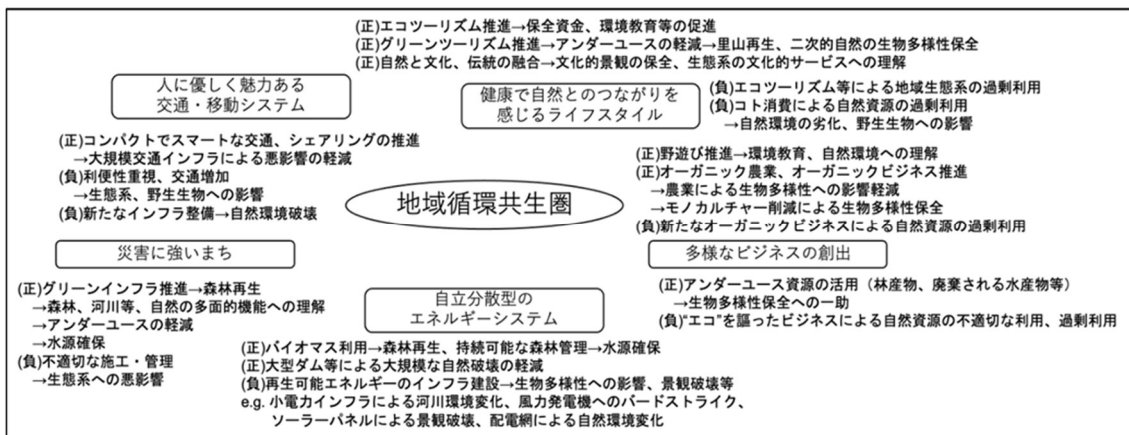 (正)エコツーリズム推進→保全資金、環境教育等の促進
(正)グリーンツーリズム推進→アンダーユースの軽減→里山再生、二次的自然の生物多様性保全
(正)自然と文化、伝統の融合→文化的景観の保全、生態系の文化的サービスへの理解
人に優しく魅力ある
交通・移動システム
健康で自然とのつながりを
感じるライフスタイル
(負)エコツーリズム等による地域生態系の過剰利用
(負)コト消費による自然資源の過剰利用
→自然環境の劣化、野生生物への影響
(正)コンパクトでスマートな交通、シェアリングの推進
→大規模交通インフラによる悪影響の軽減
(負)利便性重視、交通増加
→生態系、野生生物への影響
(負)新たなインフラ整備→自然環境破壊
(正)野遊び推進→環境教育、自然環境への理解
(正)オーガニック農業、オーガニックビジネス推進
→農業による生物多様性への影響軽減
→モノカルチャー削減による生物多様性保全
(負)新たなオーガニックビジネスによる自然資源の過剰利用
地域循環共生圏
災害に強いまち
多様なビジネスの創出
(正)グリーンインフラ推進→森林再生
→森林、河川等、自然の多面的機能への理解
→アンダーユースの軽減
→水源確保
(負)不適切な施工・管理
→生態系への悪影響
自立分散型の
エネルギーシステム
(正)アンダーユース資源の活用（林産物、廃棄される水産物等）
→生物多様性保全への一助
(負)“エコ”を謳ったビジネスによる自然資源の不適切な利用、過剰利用
(正)バイオマス利用→森林再生、持続可能な森林管理→水源確保
(正)大型ダム等による大規模な自然破壊の軽減
(負)再生可能エネルギーのインフラ建設→生物多様性への影響、景観破壊等
e.g. 小電力インフラによる河川環境変化、風力発電機へのバードストライク、
ソーラーパネルによる景観破壊、配電網による自然環境変化